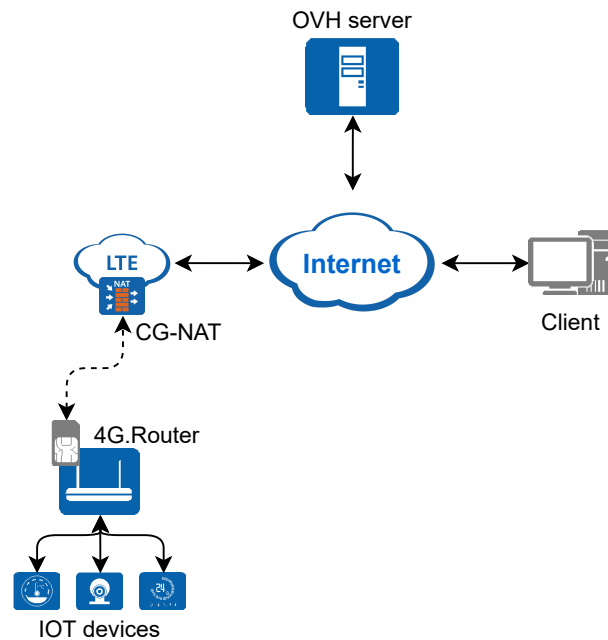 OVH server
LTE
NAT
Internet
CG-NAT
Client
4G.Router
24
IOT devices